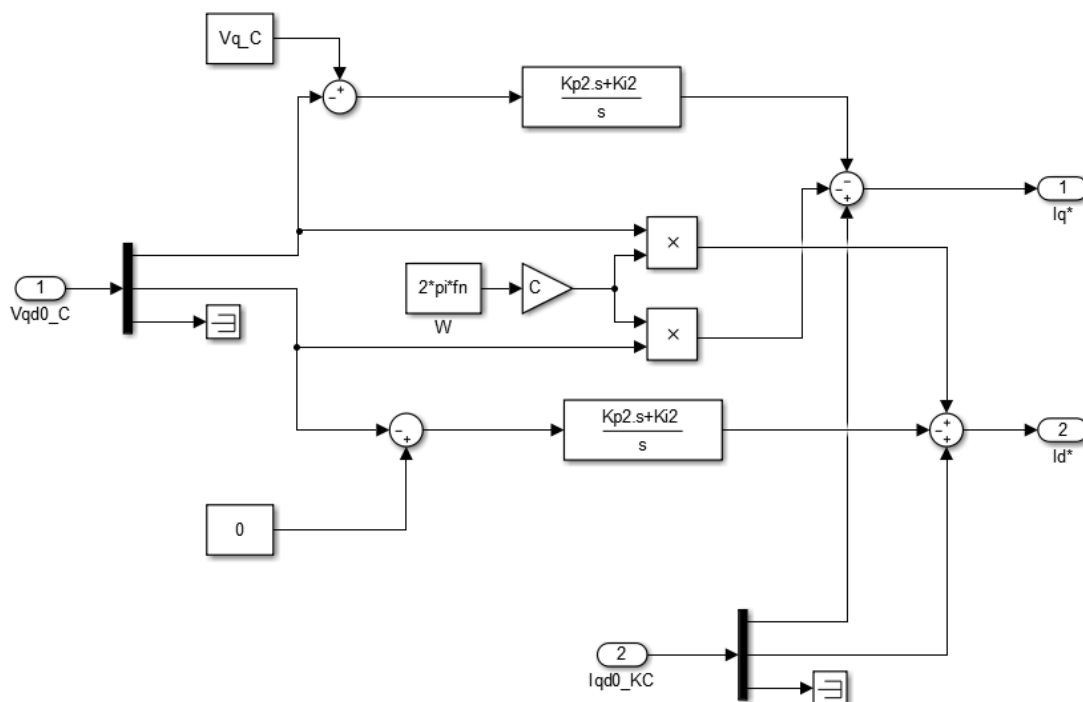 Vq_C
- +
Kp2.s+Ki2
s
-
-
+
1
Iq*
×
1
Vqd0_C
2*pi*fn
W
C
×
-
+
Kp2.s+Ki2
s
+
-
+
2
Id*
0
2
Iqd0_KC